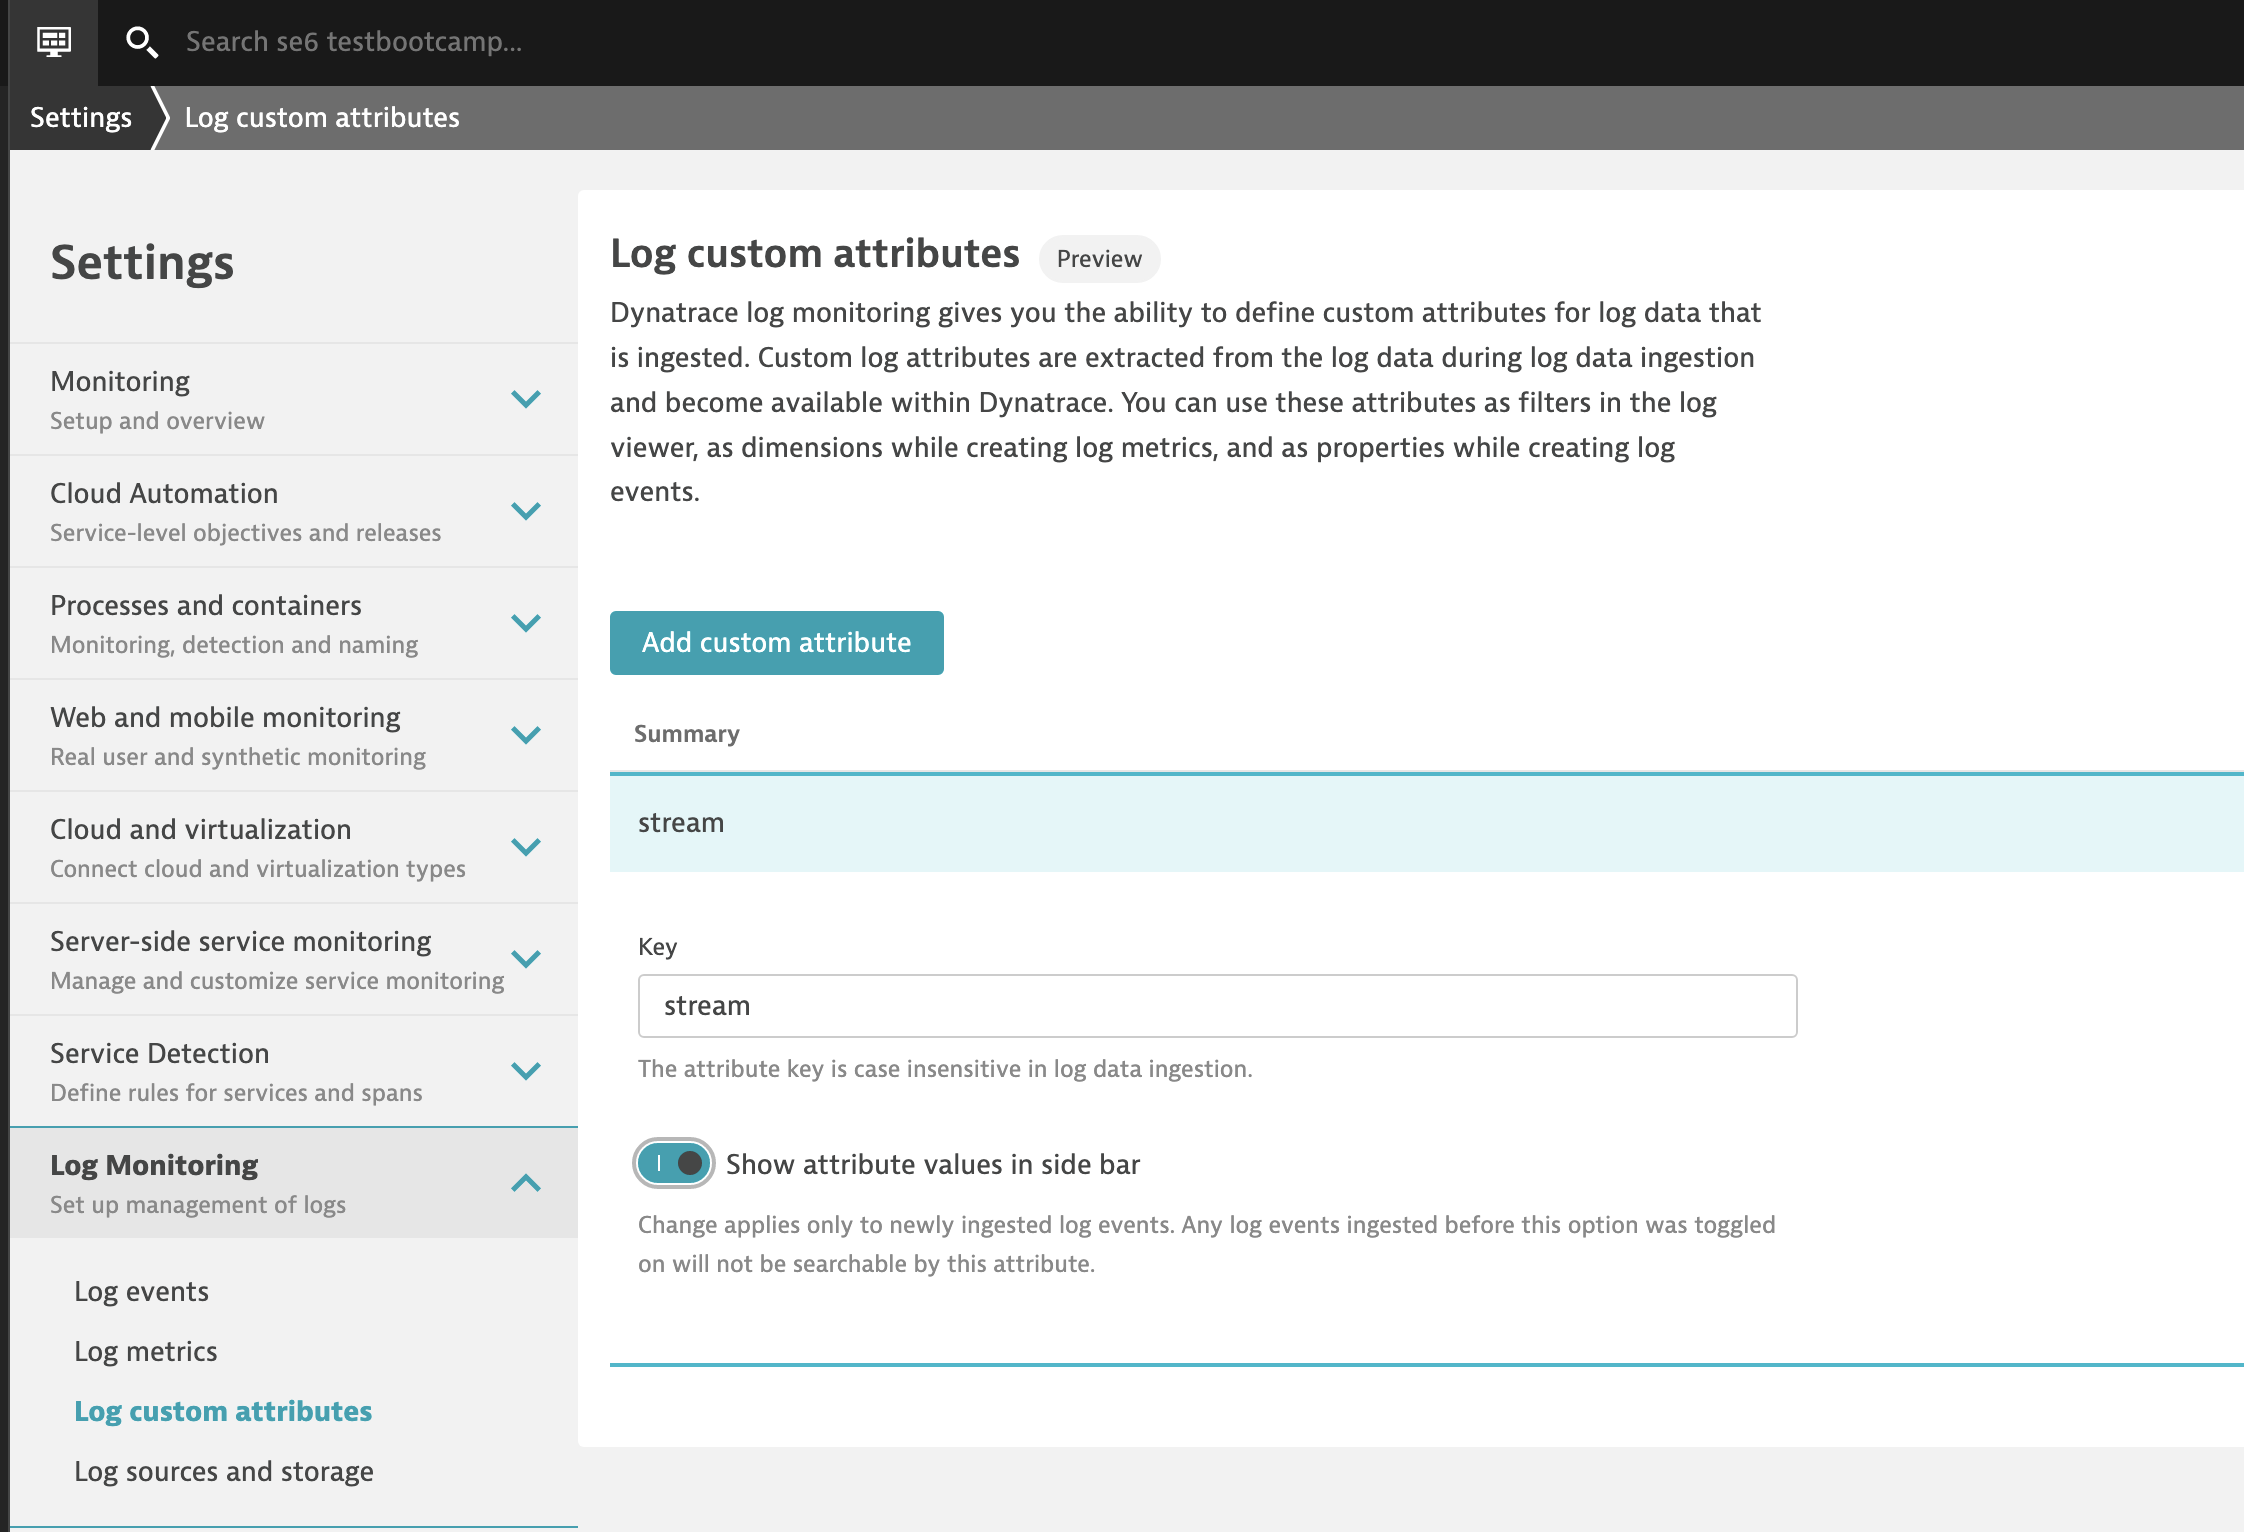 Search se6 testbootcamp...
Settings
Log custom attributes
Settings
Monitoring
Setup and overview
Cloud Automation
Service-level objectives and releases
Processes and containers
Monitoring, detection and naming
Web and mobile monitoring
Real user and synthetic monitoring
Cloud and virtualization
Connect cloud and virtualization types
Server-side service monitoring
Manage and customize service monitoring
Service Detection
Define rules for services and spans
Log Monitoring
Set up management of logs
Log events
Log metrics
Log custom attributes
Log sources and storage
Log custom attributes Preview
Dynatrace log monitoring gives you the ability to define custom attributes for log data that
is ingested. Custom log attributes are extracted from the log data during log data ingestion
and become available within Dynatrace. You can use these attributes as filters in the log
viewer, as dimensions while creating log metrics, and as properties while creating log
events.
Add custom attribute
Summary
stream
Key
stream
The attribute key is case insensitive in log data ingestion.
Show attribute values in side bar
Change applies only to newly ingested log events. Any log events ingested before this option was toggled
on will not be searchable by this attribute.